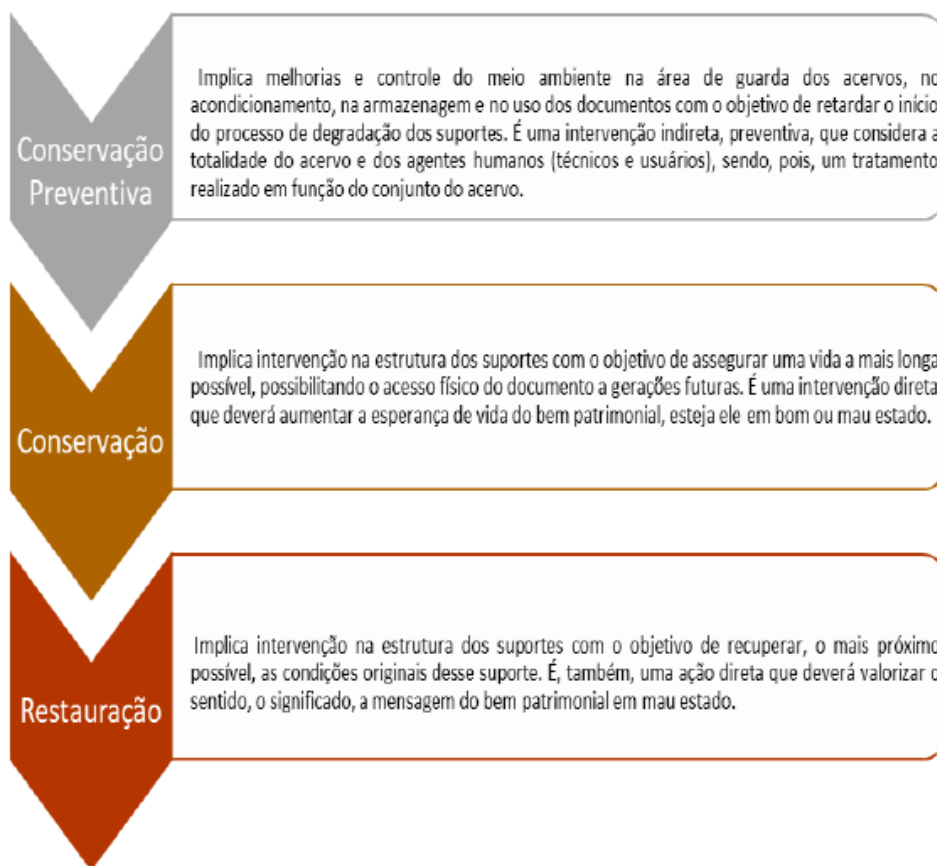 Conservação
Preventiva
Implica melhorias e controle do meio ambiente na área de guarda dos acervos, no
acondicionamento, na armazenagem e no uso dos documentos com o objetivo de retardar o início
do processo de degradação dos suportes. É uma intervenção indireta, preventiva, que considera a
totalidade do acervo e dos agentes humanos (técnicos e usuários), sendo, pois, um tratamento
realizado em função do conjunto do acervo.
Conservação
Implica intervenção na estrutura dos suportes com o objetivo de assegurar uma vida a mais longa
possível, possibilitando o acesso físico do documento a gerações futuras. É uma intervenção direta
que deverá aumentar a esperança de vida do bem patrimonial, esteja ele em bom ou mau estado.
Restauração
Implica intervenção na estrutura dos suportes com o objetivo de recuperar, o mais próximo
possível, as condições originais desse suporte. É, também, uma ação direta que deverá valorizar o
sentido, o significado, a mensagem do bem patrimonial em mau estado.